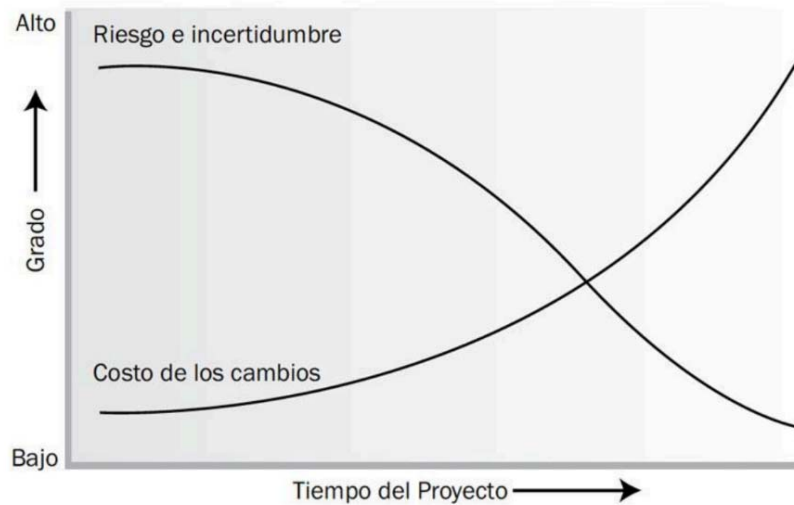 Alto
Riesgo e incertidumbre
Grado
Costo de los cambios
Bajo
Tiempo del Proyecto